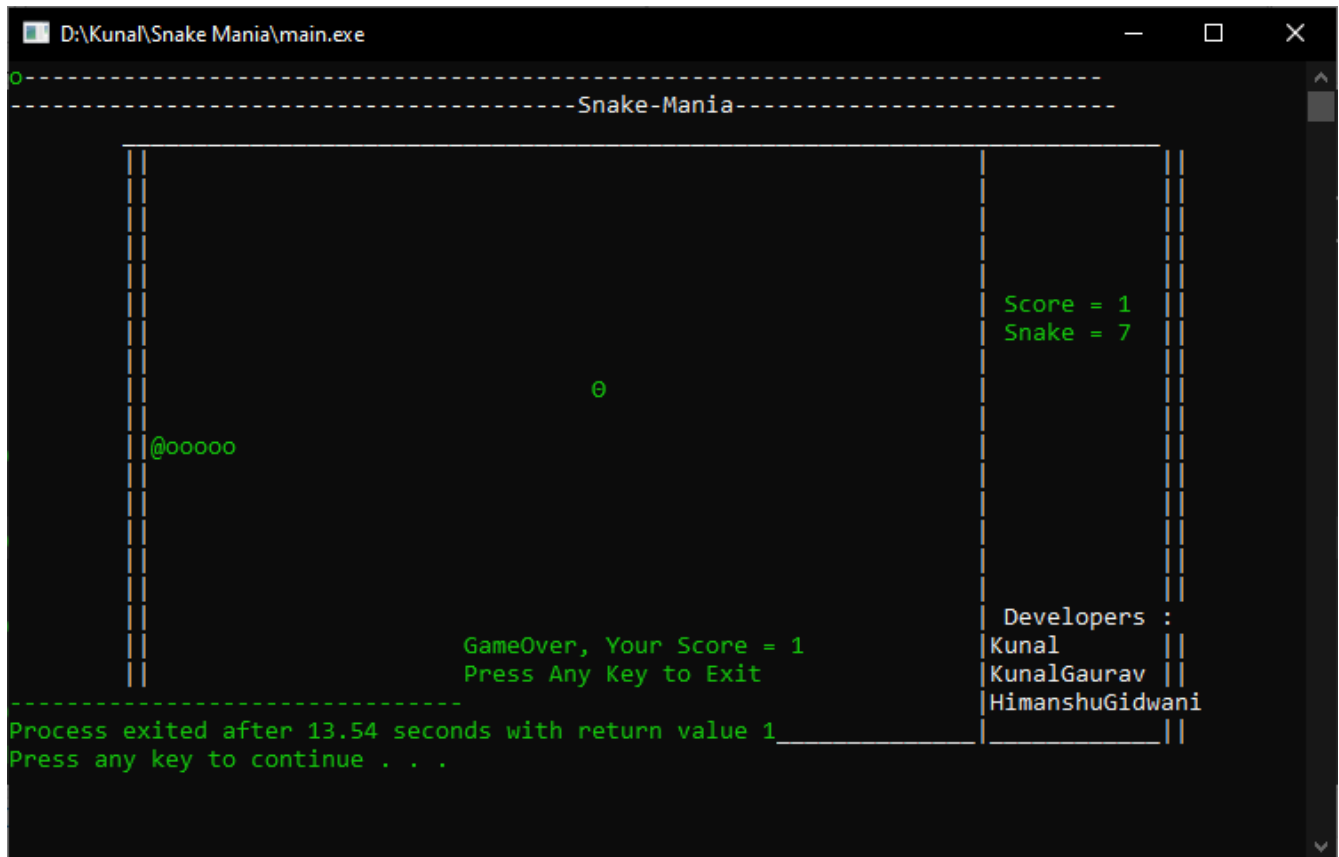 D:\Kunal\Snake Mania\main.exe
o----------------------------------------------------------------------------
----------------------------------------Snake-Mania---------------------------
Score = 1
Snake = 7
Θ
@ooooo
Developers :
GameOver, Your Score = 1
Kunal
Press Any Key to Exit
KunalGaurav
--------------------------------
HimanshuGidwani
Process exited after 13.54 seconds with return value 1
Press any key to continue . . .